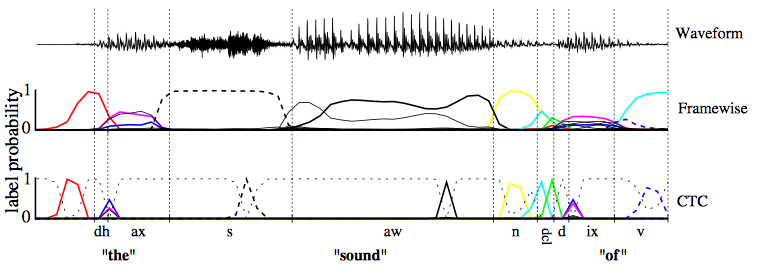 Waveform
label probability
1
0
Framewise
1
0
CTC
dh ax s aw n dcl d ix v
"the" "sound" "of"